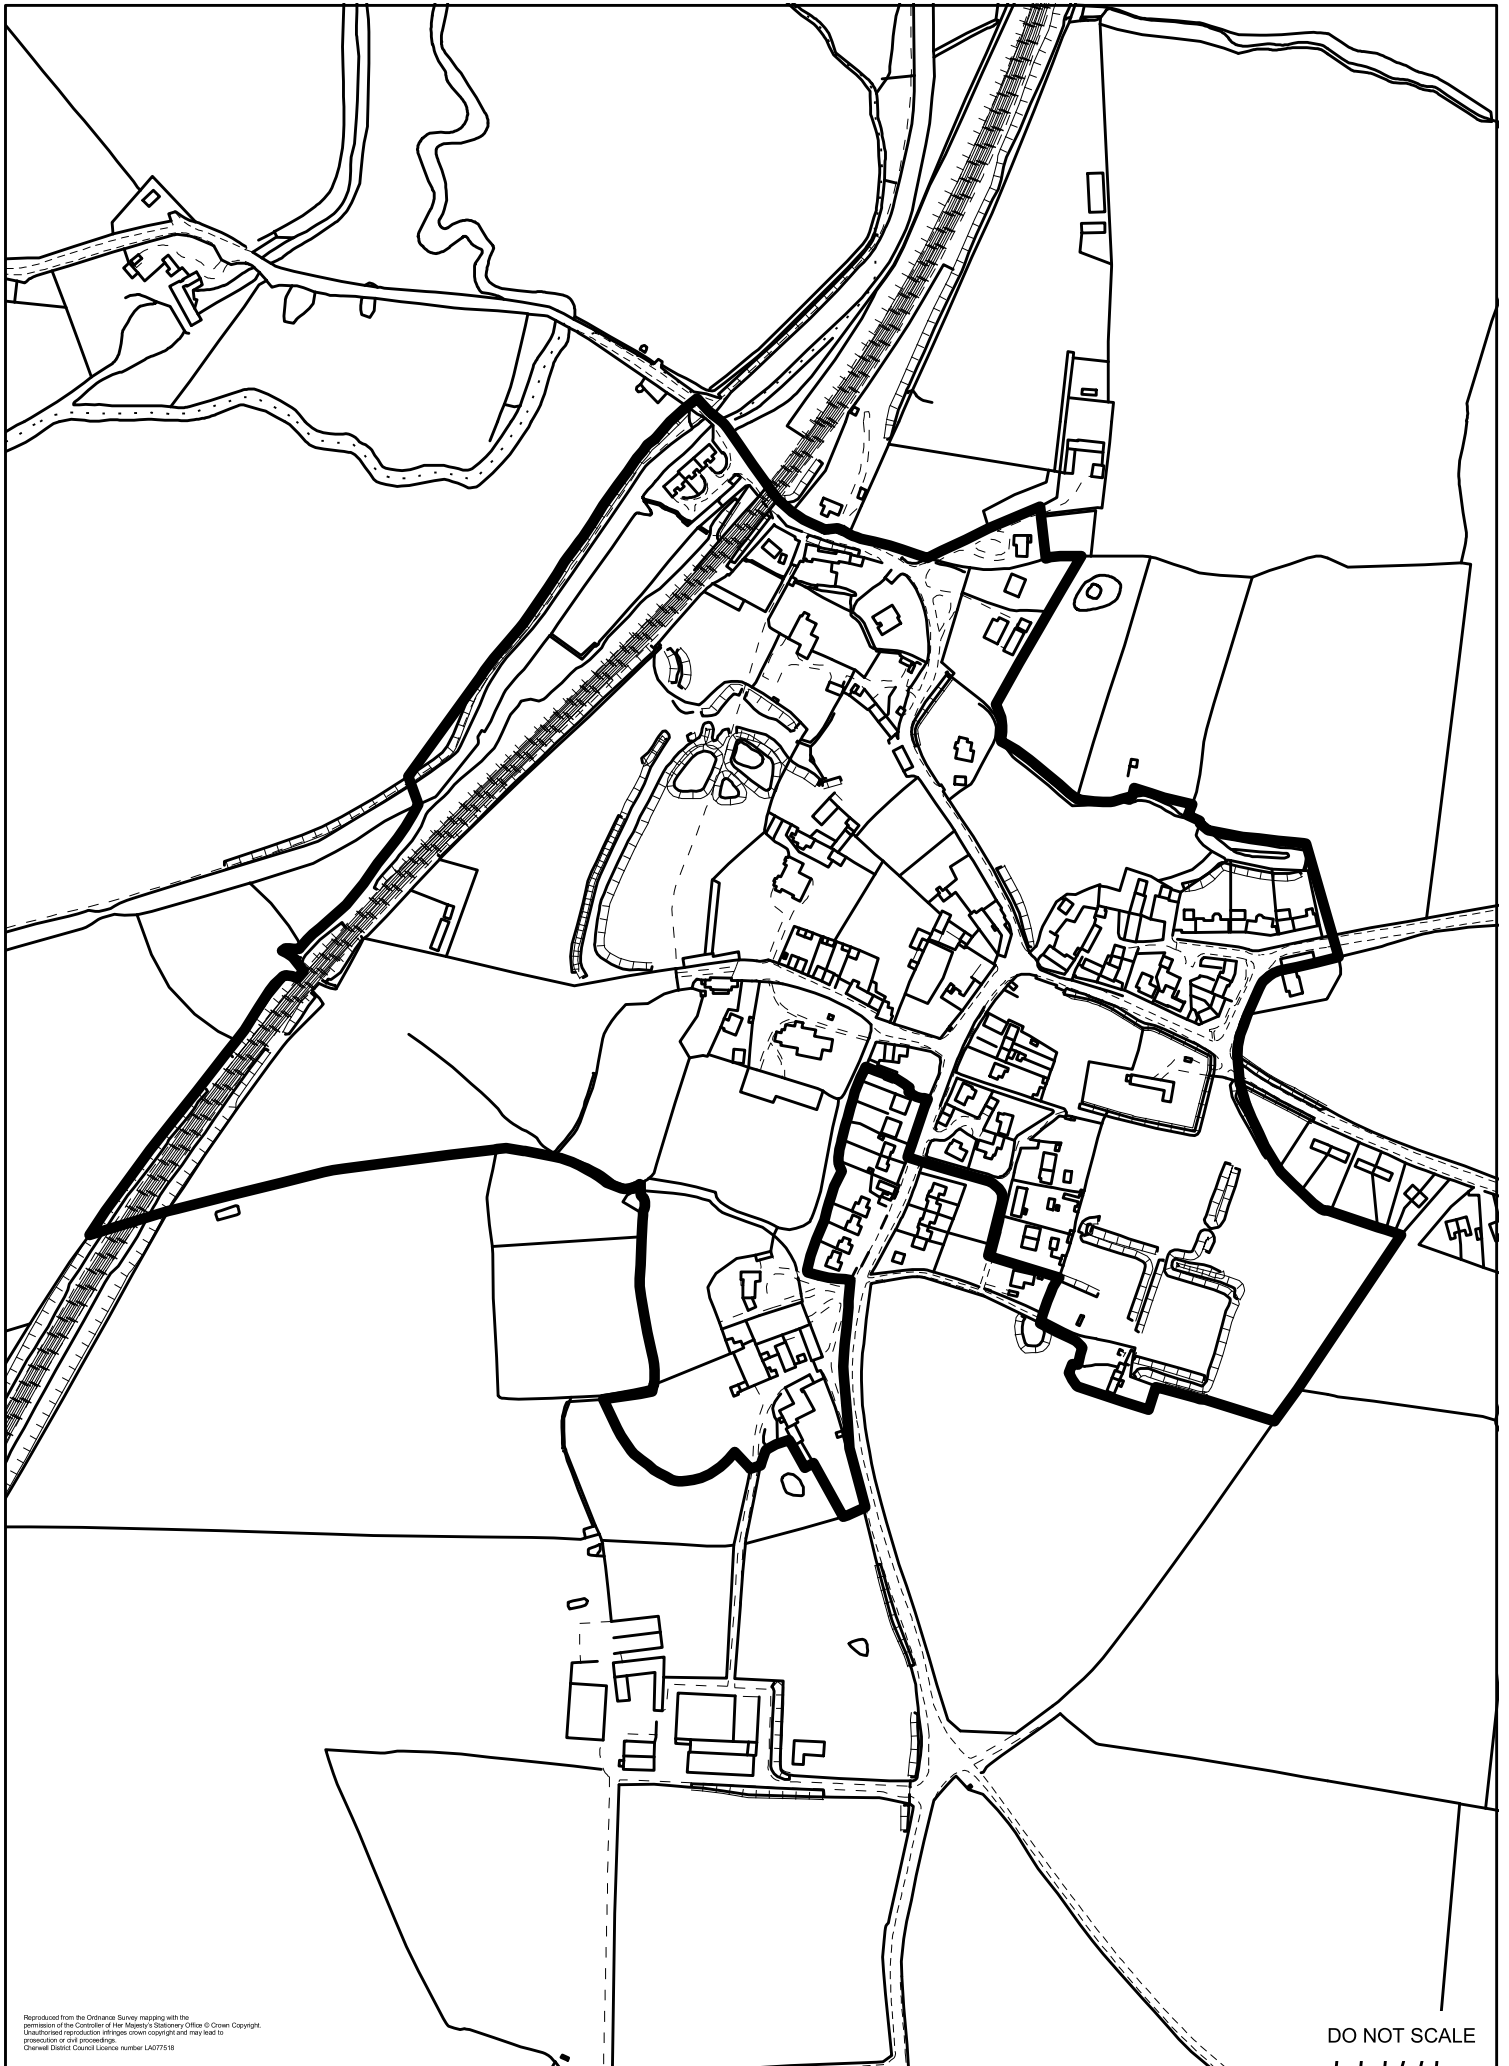 Reproduced from the Ordnance Survey mapping with the
permission of the Controller of Her Majesty's Stationery Office © Crown Copyright.
Unauthorised reproduction infringes crown copyright and may lead to
prosecution or civil proceedings.
Cherwell District Council Licence number LA077518
DO NOT SCALE